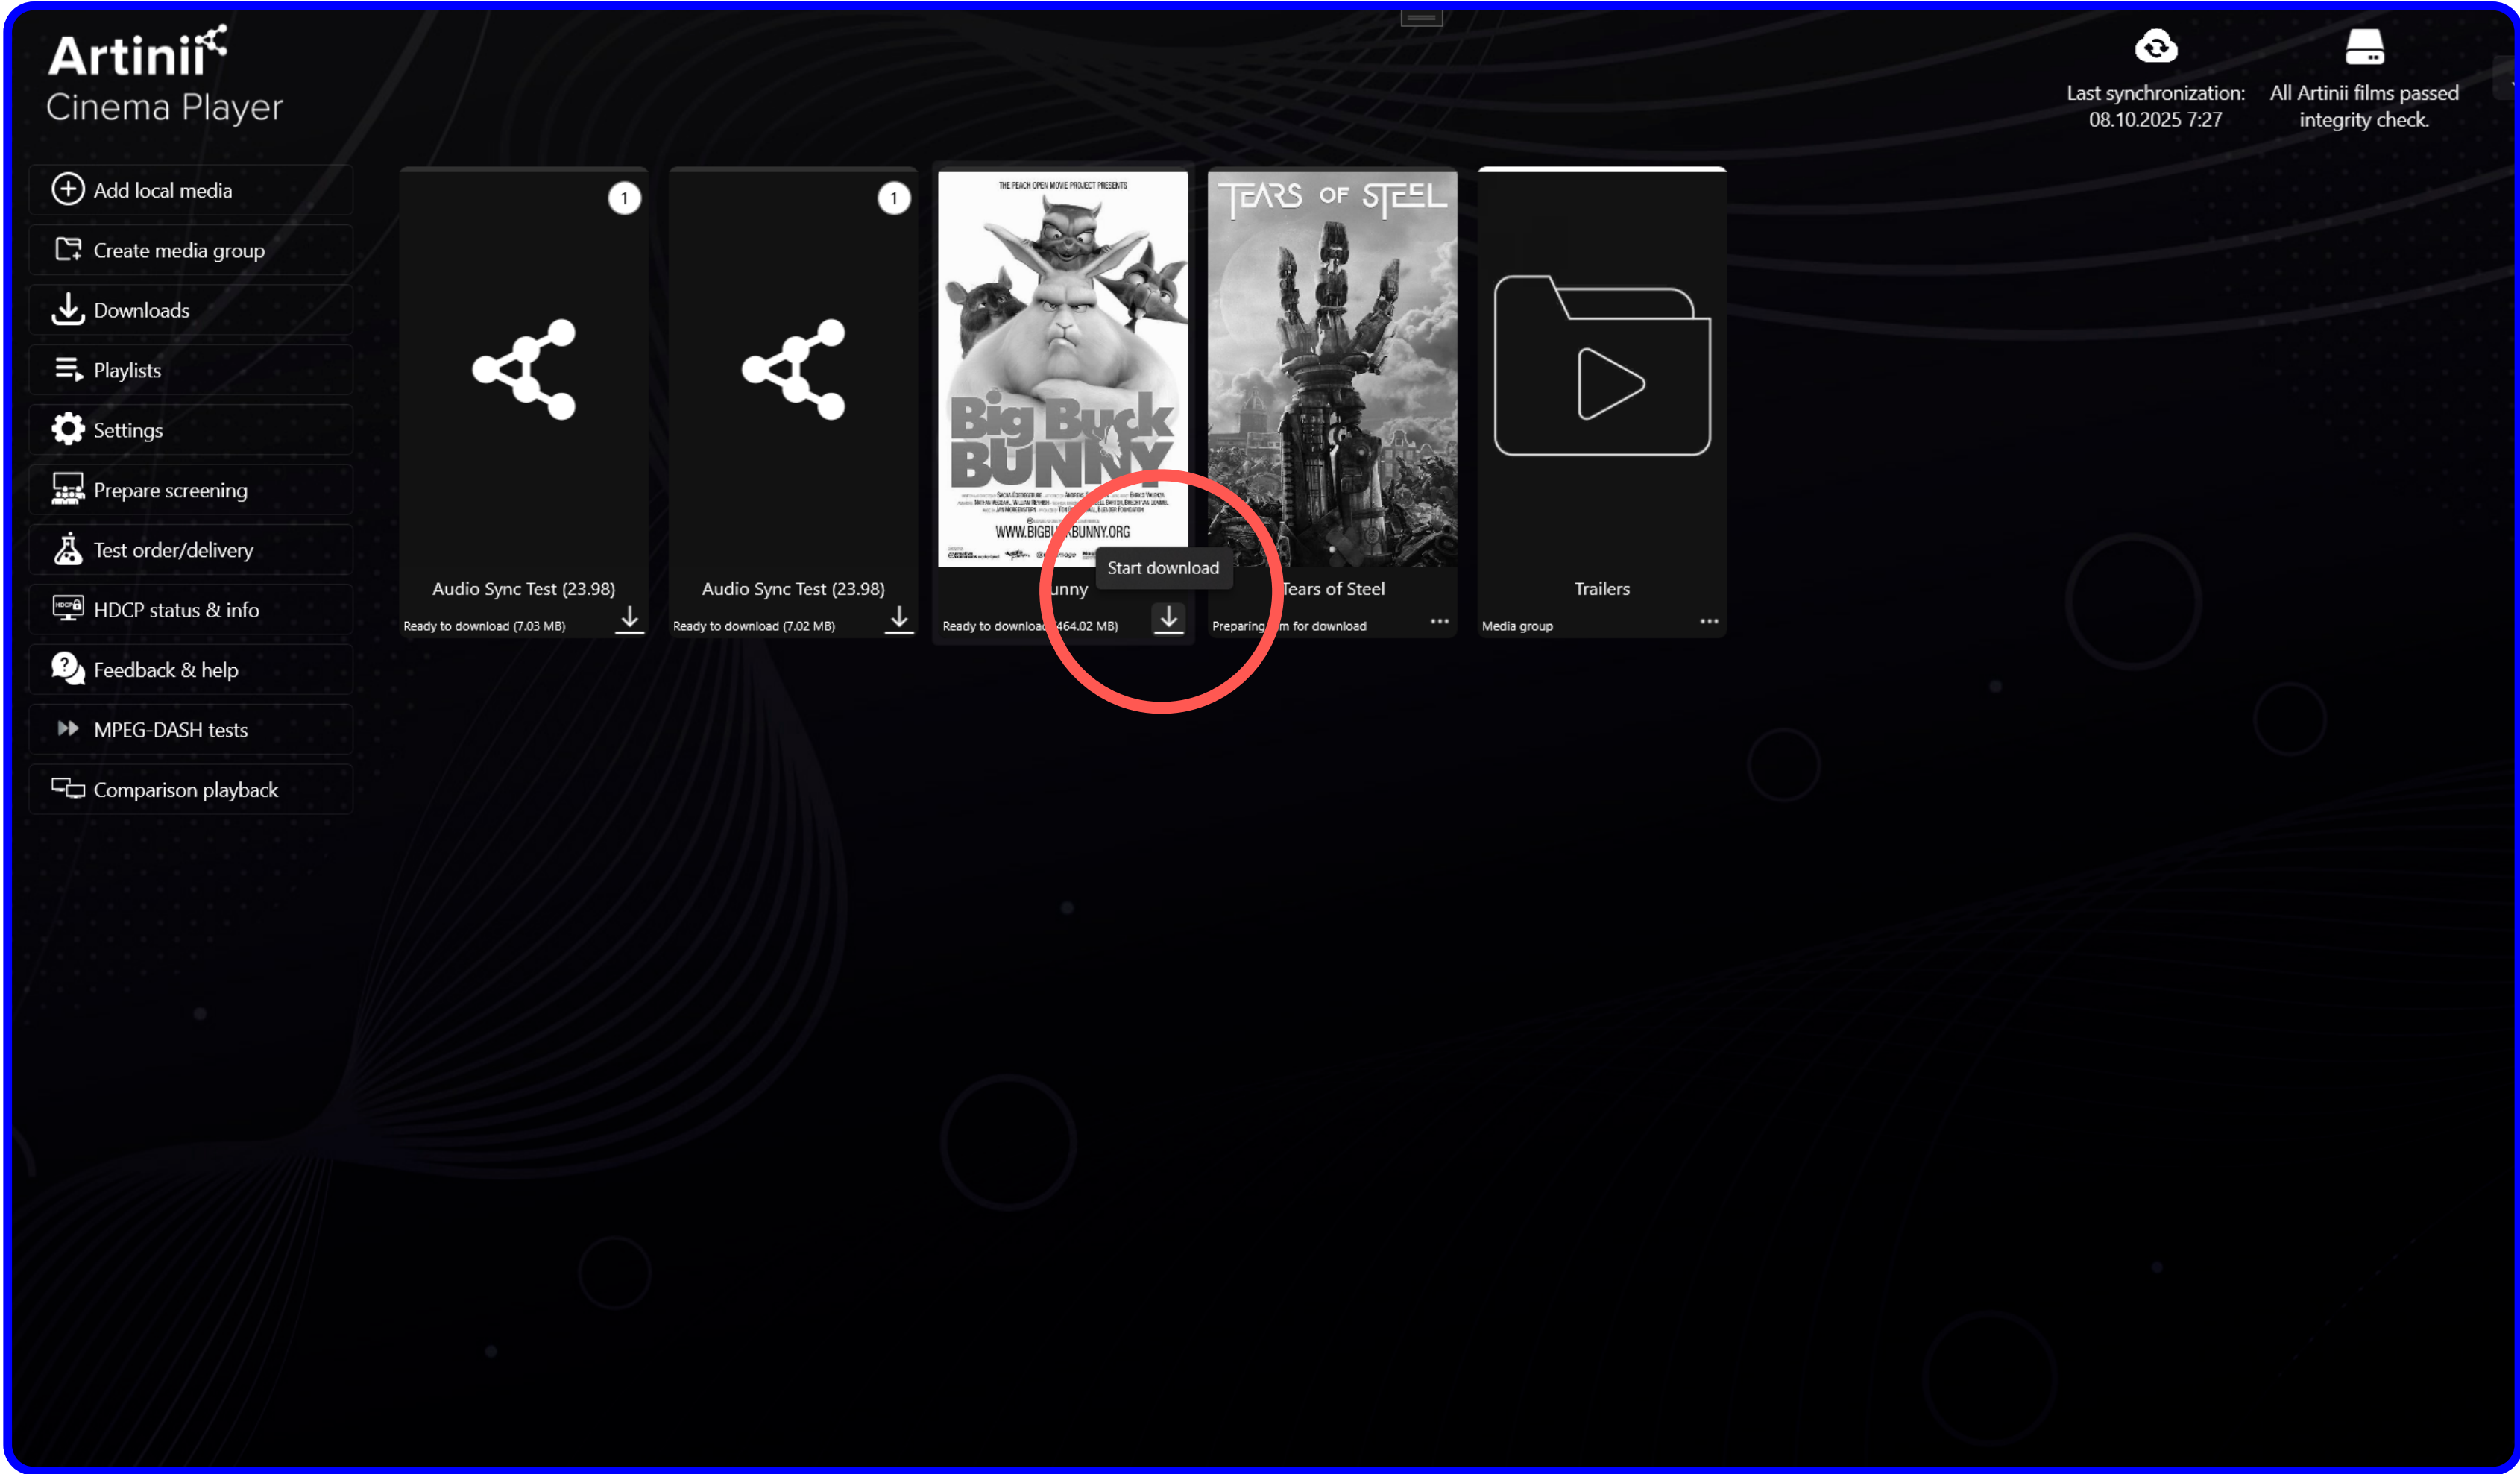 Artinii
Cinema Player
Last synchronization:
08.10.2025 7:27
All Artinii films passed
integrity check.
Add local media
Create media group
Downloads
Playlists
Settings
Prepare screening
Test order/delivery
HDCP status & info
Feedback & help
MPEG-DASH tests
Comparison playback
1
Audio Sync Test (23.98)
Ready to download (7.03 MB)
1
Audio Sync Test (23.98)
Ready to download (7.02 MB)
THE PEACH OPEN MOVIE PROJECT PRESENTS
Big Buck
BUNNY
Start download
unny
Ready to download (464.02 MB)
TEARS OF STEEL
Tears of Steel
Preparing for download
Trailers
Media group